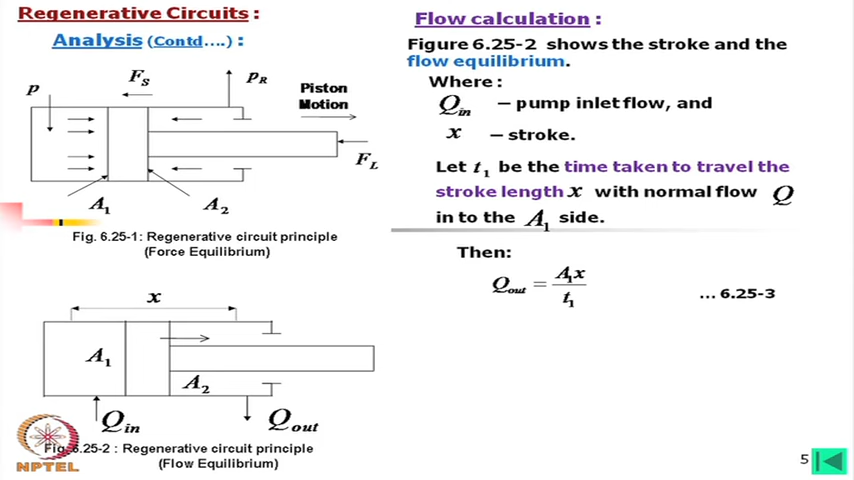 Regenerative Circuits :
Analysis (Contd....) :
p
F_S
p_R
Piston
Motion
F_L
A_1
A_2
Fig. 6.25-1: Regenerative circuit principle
(Force Equilibrium)
x
A_1
A_2
Q_in
Q_out
Fig. 6.25-2 : Regenerative circuit principle
(Flow Equilibrium)
NPTEL
Flow calculation :
Figure 6.25-2 shows the stroke and the
flow equilibrium.
Where :
Q_in – pump inlet flow, and
x – stroke.
Let t_1 be the time taken to travel the
stroke length x with normal flow Q
in to the A_1 side.
Then:
Q_out = A_1 x / t_1 ... 6.25-3
5